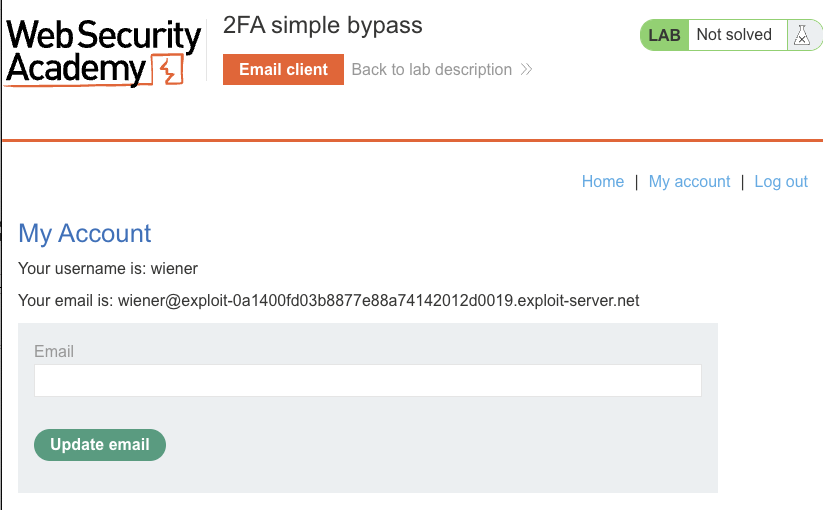 Web Security
Academy
2FA simple bypass
Email client
Back to lab description
LAB Not solved
Home | My account | Log out
My Account
Your username is: wiener
Your email is: wiener@exploit-0a1400fd03b8877e88a74142012d0019.exploit-server.net
Email
Update email